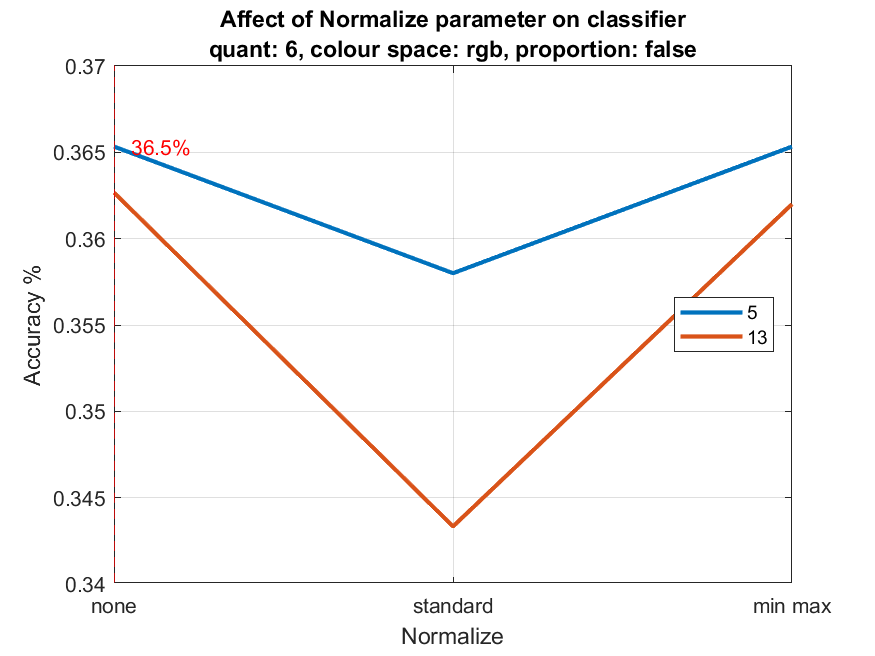 Affect of Normalize parameter on classifier
quant: 6, colour space: rgb, proportion: false
0.37
0.365
0.36
0.355
0.35
0.345
0.34
Accuracy %
36.5%
5
13
none standard min max
Normalize